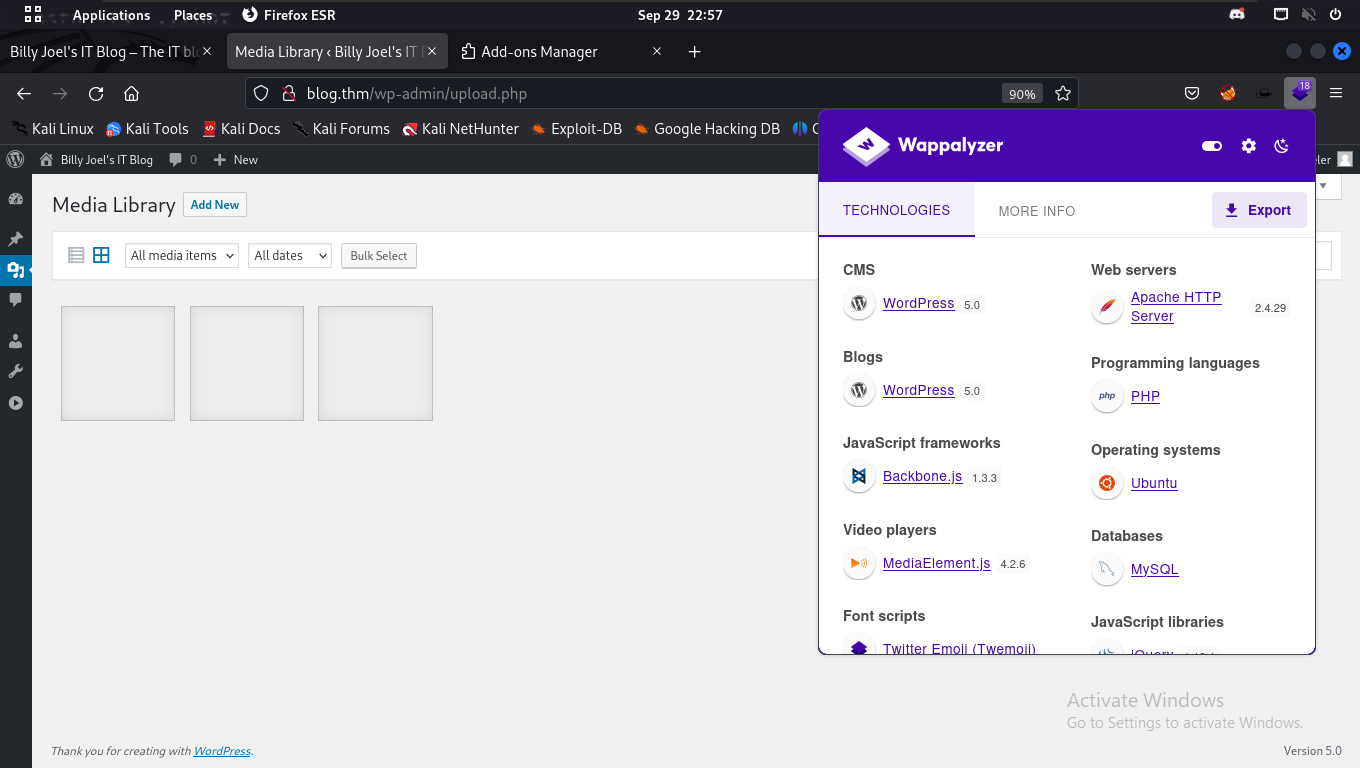 Applications Places Firefox ESR Sep 29 22:57
Billy Joel's IT Blog – The IT blo Media Library ‹ Billy Joel's IT Add-ons Manager
blog.thm/wp-admin/upload.php 90% 18
Kali Linux Kali Tools Kali Docs Kali Forums Kali NetHunter Exploit-DB Google Hacking DB
Wappalyzer
Billy Joel's IT Blog 0 New ler
Media Library Add New
TECHNOLOGIES MORE INFO Export
All media items All dates Bulk Select
CMS
WordPress 5.0
Blogs
WordPress 5.0
JavaScript frameworks
Backbone.js 1.3.3
Video players
MediaElement.js 4.2.6
Font scripts
Twitter Emoji (Twemoji)
Web servers
Apache HTTP
Server 2.4.29
Programming languages
php PHP
Operating systems
Ubuntu
Databases
MySQL
JavaScript libraries
jQuery
Activate Windows
Go to Settings to activate Windows.
Thank you for creating with WordPress. Version 5.0